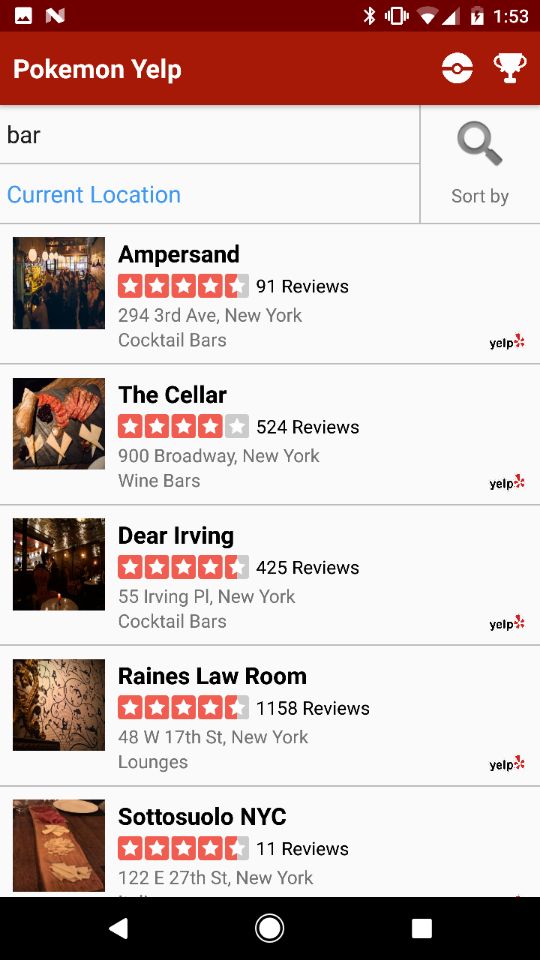 1:53
Pokemon Yelp
bar
Current Location
Sort by
Ampersand
91 Reviews
294 3rd Ave, New York
Cocktail Bars
yelp
The Cellar
524 Reviews
900 Broadway, New York
Wine Bars
yelp
Dear Irving
425 Reviews
55 Irving Pl, New York
Cocktail Bars
yelp
Raines Law Room
1158 Reviews
48 W 17th St, New York
Lounges
yelp
Sottosuolo NYC
11 Reviews
122 E 27th St, New York